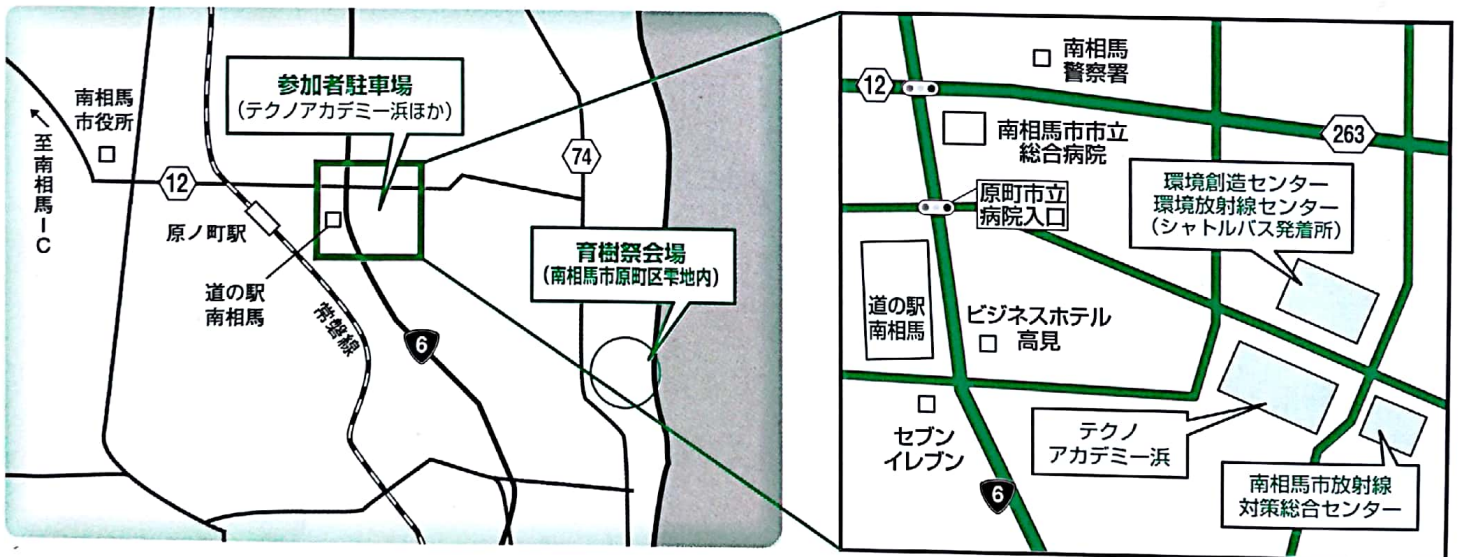 参加者駐車場
(テクノアカデミー浜ほか)
南相馬
市役所
至南相馬IC
12
74
原ノ町駅
道の駅
南相馬
常磐線
6
育樹祭会場
(南相馬市原町区雫地内)
南相馬
警察署
12
263
南相馬市市立
総合病院
原町市立
病院入口
環境創造センター
環境放射線センター
(シャトルバス発着所)
道の駅
南相馬
ビジネスホテル
高見
セブン
イレブン
テクノ
アカデミー浜
6
南相馬市放射線
対策総合センター